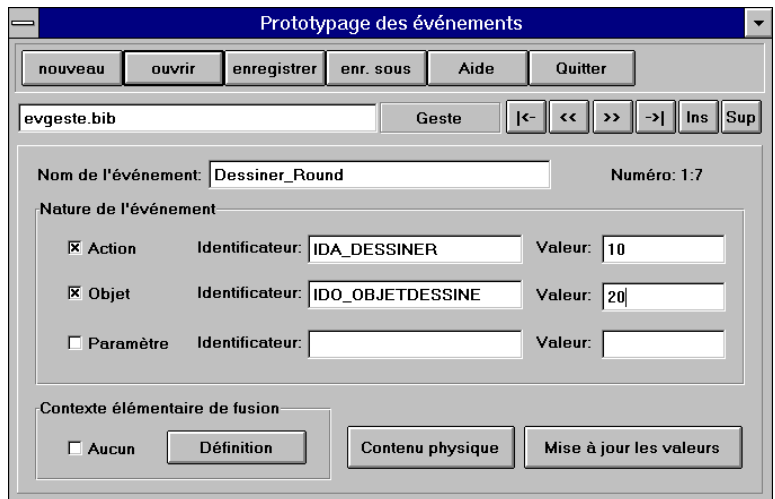 Prototypage des événements
nouveau ouvrir enregistrer enr. sous Aide Quitter
evgeste.bib Geste |<- << >> ->| Ins Sup
Nom de l'événement: Dessiner_Round Numéro: 1:7
Nature de l'événement
Action Identificateur: IDA_DESSINER Valeur: 10
Objet Identificateur: IDO_OBJETDESSINE Valeur: 20
Paramètre Identificateur: Valeur:
Contexte élémentaire de fusion
Aucun Définition Contenu physique Mise à jour les valeurs